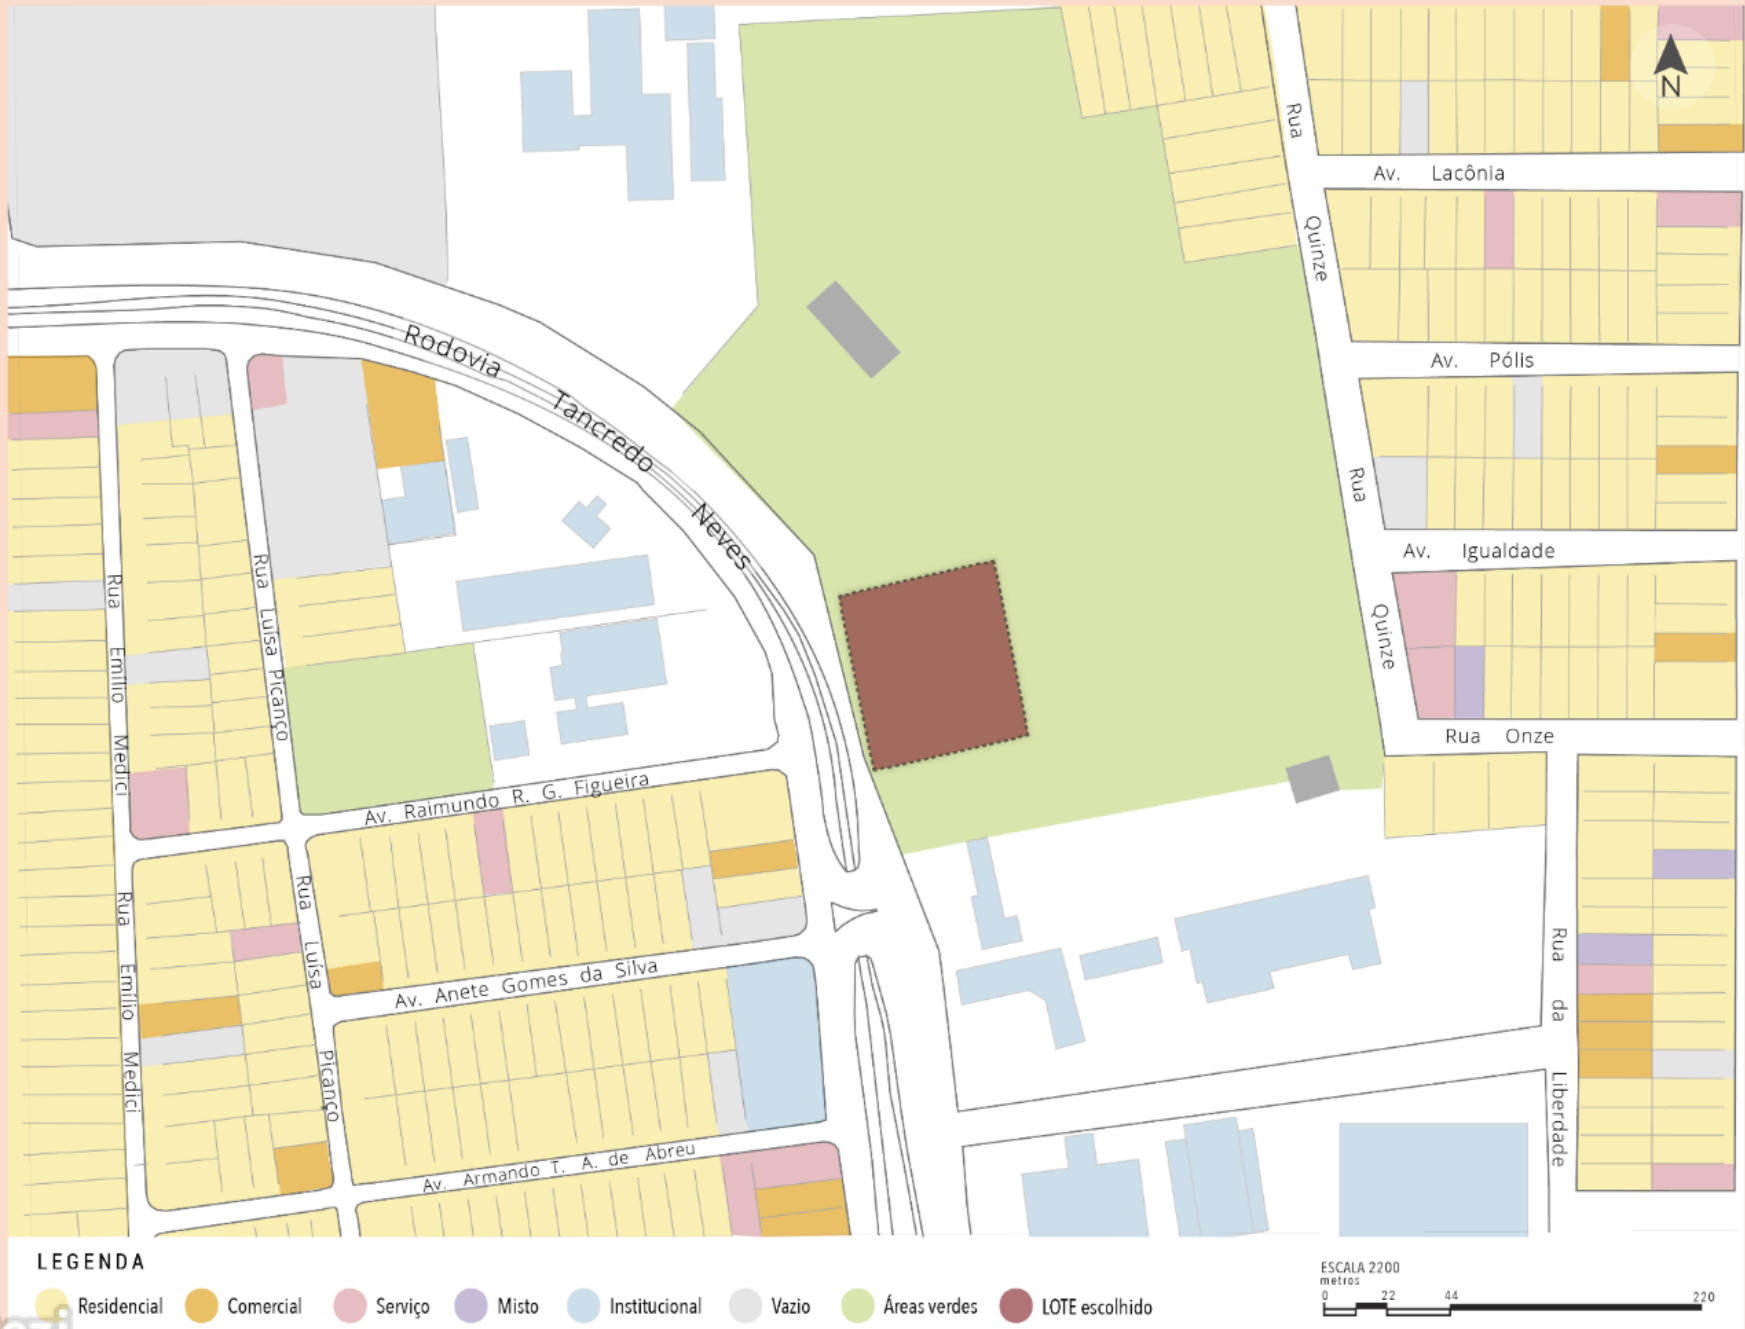 N
Rua
Quinze
Av. Lacônia
Av. Pólis
Rua
Quinze
Av. Igualdade
Rua Onze
Rua da Liberdade
Rodovia Tancredo Neves
Rua Emílio Medici
Rua Luísa Picanço
Av. Raimundo R. G. Figueira
Rua Emílio Medici
Rua Luísa Picanço
Av. Anete Gomes da Silva
Av. Armando T. A. de Abreu
LEGENDA
Residencial Comercial Serviço Misto Institucional Vazio Áreas verdes LOTE escolhido
ESCALA 2200
metros
0 22 44 220